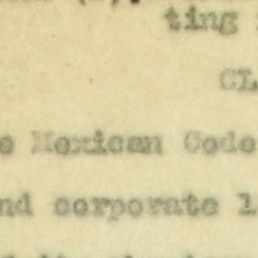 ting
CL
e Mexican Code
nd corporate l